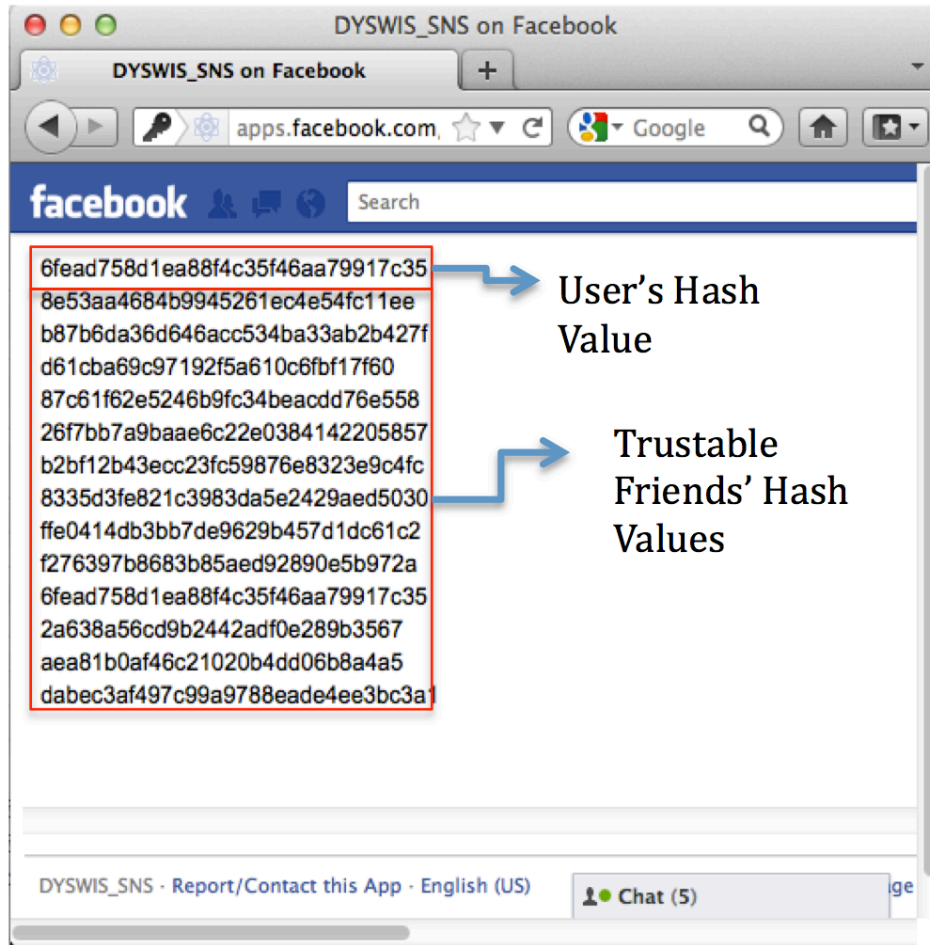 DYSWIS_SNS on Facebook
DYSWIS_SNS on Facebook
+
apps.facebook.com,
Google
facebook
Search
6fead758d1ea88f4c35f46aa79917c35
8e53aa4684b9945261ec4e54fc11ee
b87b6da36d646acc534ba33ab2b427f
d61cba69c97192f5a610c6fbf17f60
87c61f62e5246b9fc34beacdd76e558
26f7bb7a9baae6c22e0384142205857
b2bf12b43ecc23fc59876e8323e9c4fc
8335d3fe821c3983da5e2429aed5030
ffe0414db3bb7de9629b457d1dc61c2
f276397b8683b85aed92890e5b972a
6fead758d1ea88f4c35f46aa79917c35
2a638a56cd9b2442adf0e289b3567
aea81b0af46c21020b4dd06b8a4a5
dabec3af497c99a9788eade4ee3bc3a1
User's Hash
Value
Trustable
Friends' Hash
Values
DYSWIS_SNS · Report/Contact this App · English (US)
Chat (5)
ge